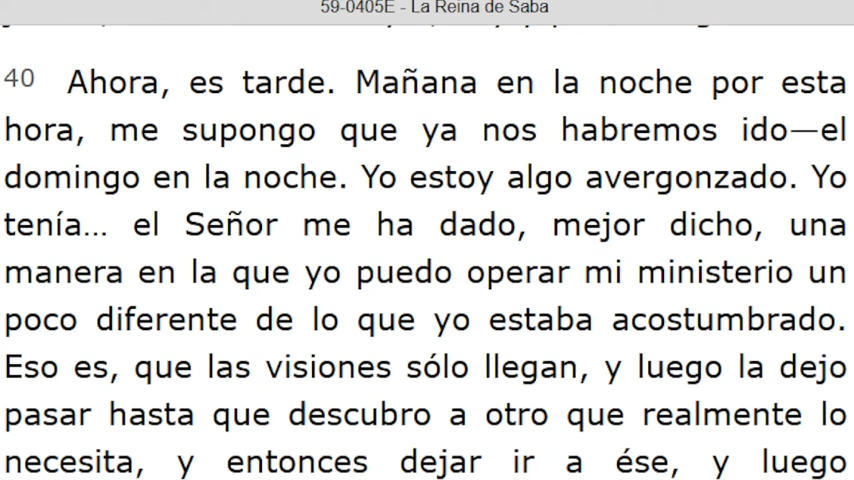 59-0405E - La Reina de Saba
40 Ahora, es tarde. Mañana en la noche por esta
hora, me supongo que ya nos habremos ido—el
domingo en la noche. Yo estoy algo avergonzado. Yo
tenía... el Señor me ha dado, mejor dicho, una
manera en la que yo puedo operar mi ministerio un
poco diferente de lo que yo estaba acostumbrado.
Eso es, que las visiones sólo llegan, y luego la dejo
pasar hasta que descubro a otro que realmente lo
necesita, y entonces dejar ir a ése, y luego